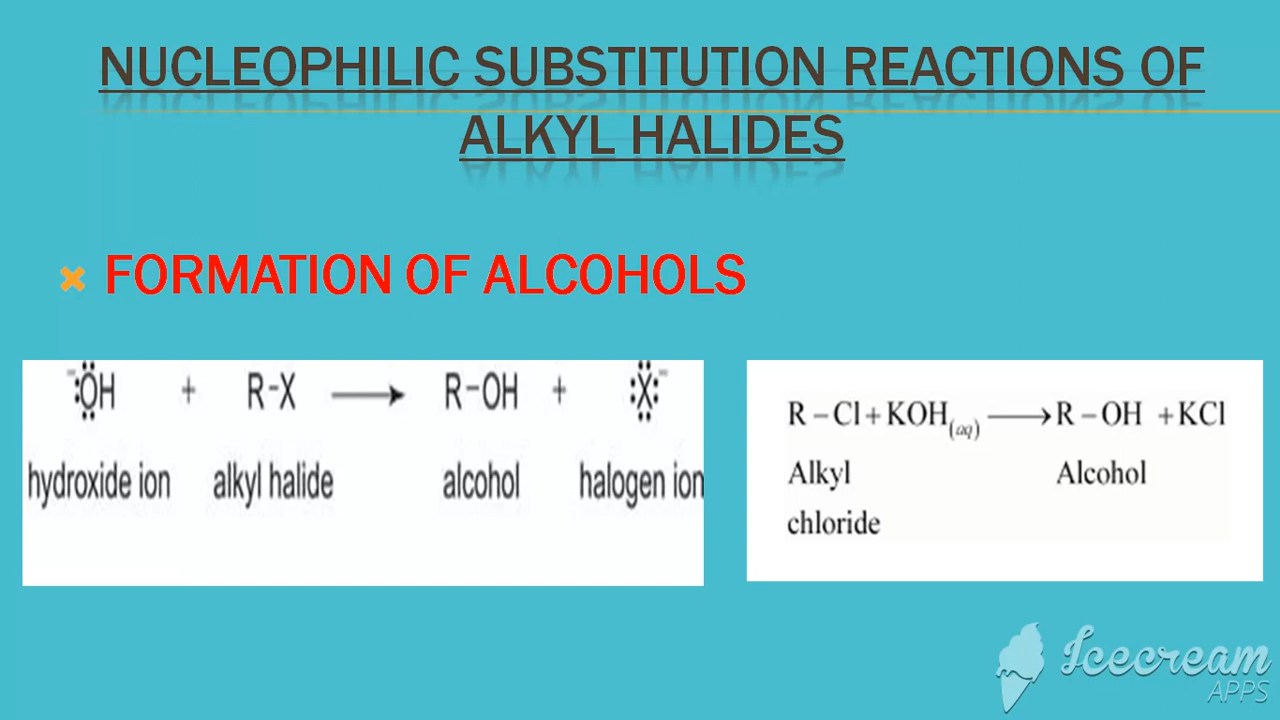 NUCLEOPHILIC SUBSTITUTION REACTIONS OF
ALKYL HALIDES
FORMATION OF ALCOHOLS
⁻:ÖH + R-X ⟶ R-OH + :X:⁻
hydroxide ion alkyl halide alcohol halogen ion
R – Cl + KOH(aq) ⟶ R – OH + KCl
Alkyl Alcohol
chloride
Icecream
APPS